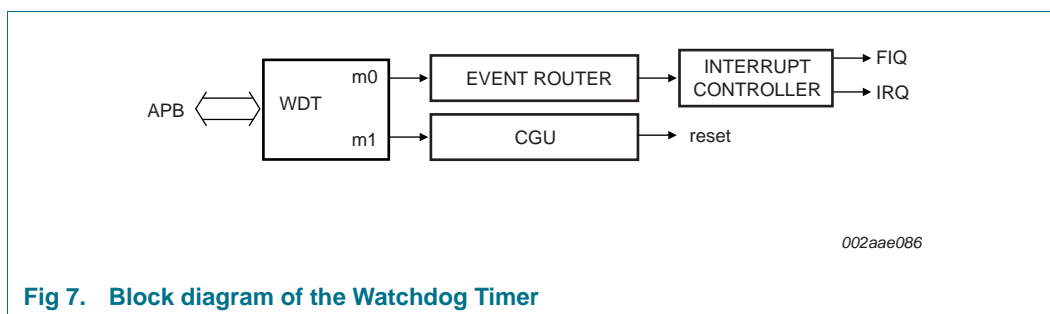 APB
WDT
m0
m1
EVENT ROUTER
CGU
INTERRUPT
CONTROLLER
FIQ
IRQ
reset
002aae086
Fig 7. Block diagram of the Watchdog Timer